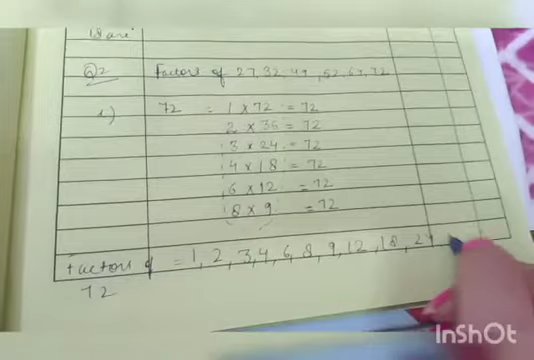 Q2 Factors of 27, 32, 49, 52, 64, 72
1) 72 = 1 × 72 = 72
2 × 36 = 72
3 × 24 = 72
4 × 18 = 72
6 × 12 = 72
8 × 9 = 72
Factors of = 1, 2, 3, 4, 6, 8, 9, 12, 18, 24
72
InShOt